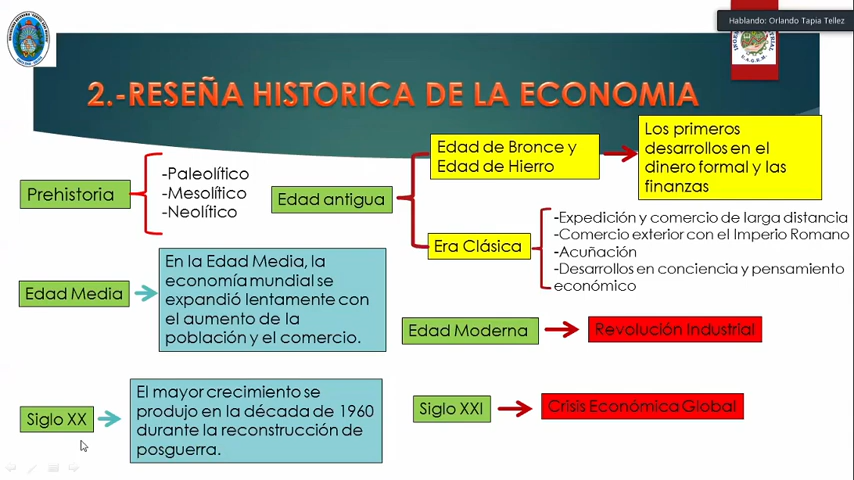 Hablando: Orlando Tapia Tellez
2.-RESEÑA HISTORICA DE LA ECONOMIA
Prehistoria
-Paleolítico
-Mesolítico
-Neolítico
Edad antigua
Edad de Bronce y
Edad de Hierro
Los primeros
desarrollos en el
dinero formal y las
finanzas
Era Clásica
-Expedición y comercio de larga distancia
-Comercio exterior con el Imperio Romano
-Acuñación
-Desarrollos en conciencia y pensamiento
económico
Edad Media
En la Edad Media, la
economía mundial se
expandió lentamente con
el aumento de la
población y el comercio.
Edad Moderna
Revolución Industrial
Siglo XX
El mayor crecimiento se
produjo en la década de 1960
durante la reconstrucción de
posguerra.
Siglo XXI
Crisis Económica Global